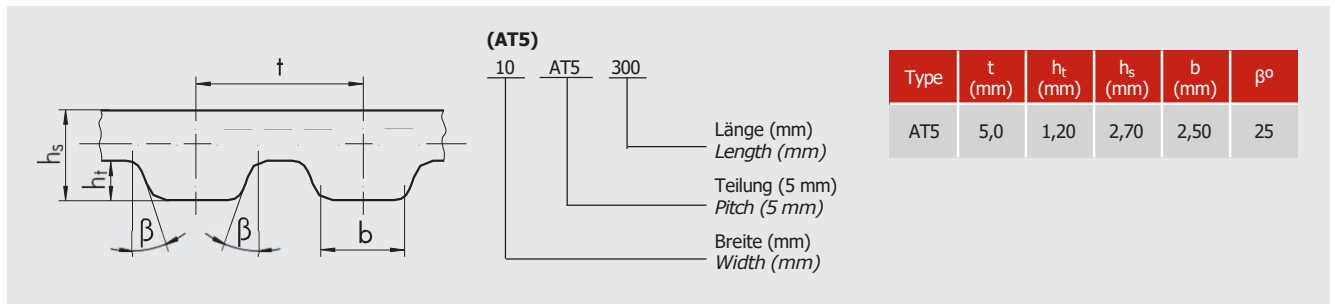 t
hs
ht
β
β
b
(AT5)
10 AT5 300
Länge (mm)
Length (mm)
Teilung (5 mm)
Pitch (5 mm)
Breite (mm)
Width (mm)
Type t (mm) ht (mm) hs (mm) b (mm) βº
AT5 5,0 1,20 2,70 2,50 25